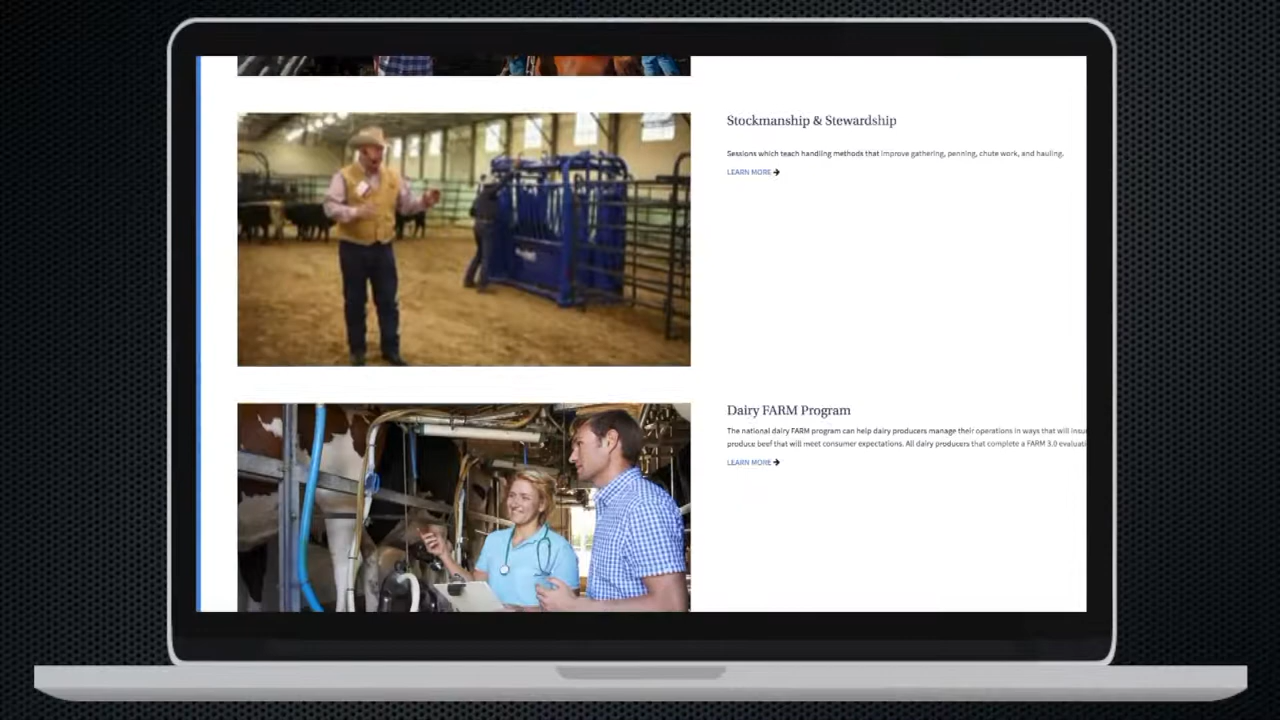 Stockmanship & Stewardship
Sessions which teach handling methods that improve gathering, penning, chute work, and hauling.
LEARN MORE
Dairy FARM Program
The national dairy FARM program can help dairy producers manage their operations in ways that will
produce beef that will meet consumer expectations. All dairy producers that complete a FARM 3.0
LEARN MORE